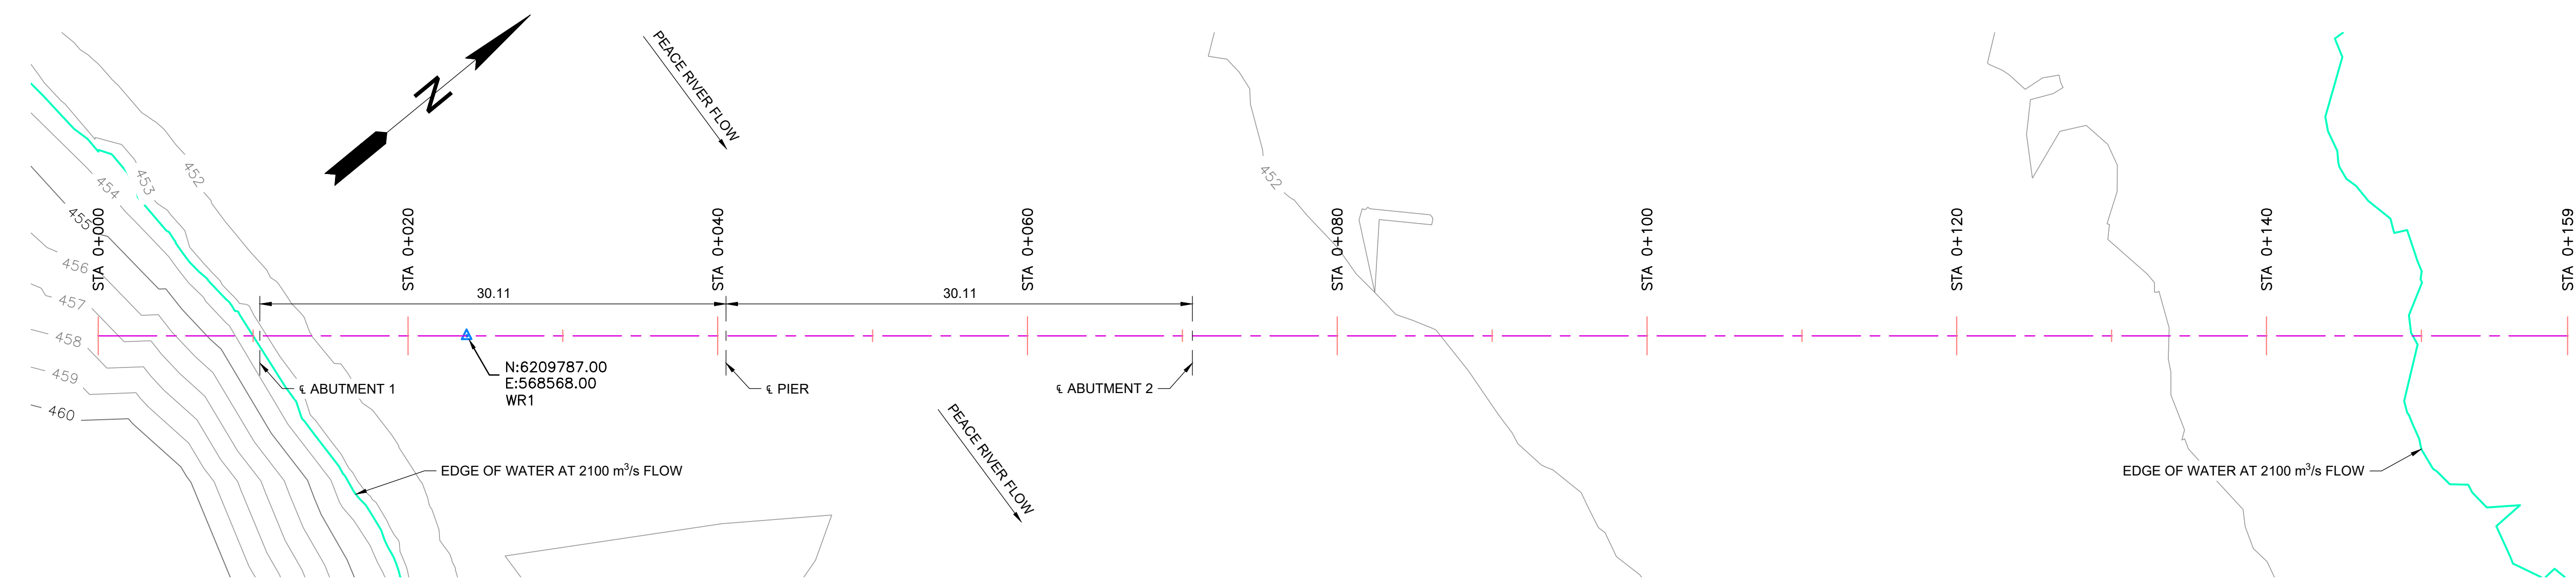 PEACE RIVER FLOW
N
452
453
454
455
456
457
458
459
460
452
STA 0+000
STA 0+020
STA 0+040
STA 0+060
STA 0+080
STA 0+100
STA 0+120
STA 0+140
STA 0+159
30.11
30.11
N:6209787.00
E:568568.00
WR1
℄ ABUTMENT 1
℄ PIER
℄ ABUTMENT 2
PEACE RIVER FLOW
EDGE OF WATER AT 2100 m³/s FLOW
EDGE OF WATER AT 2100 m³/s FLOW